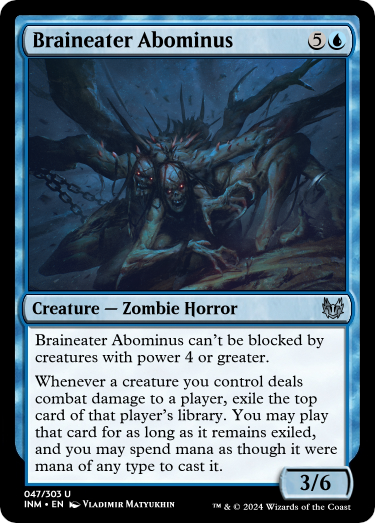 Braineater Abominus 5
Creature — Zombie Horror
Braineater Abominus can't be blocked by
creatures with power 4 or greater.
Whenever a creature you control deals
combat damage to a player, exile the top
card of that player's library. You may play
that card for as long as it remains exiled,
and you may spend mana as though it were
mana of any type to cast it.
3/6
047/303 U
INM • EN Vladimir Matyukhin
™ & © 2024 Wizards of the Coast